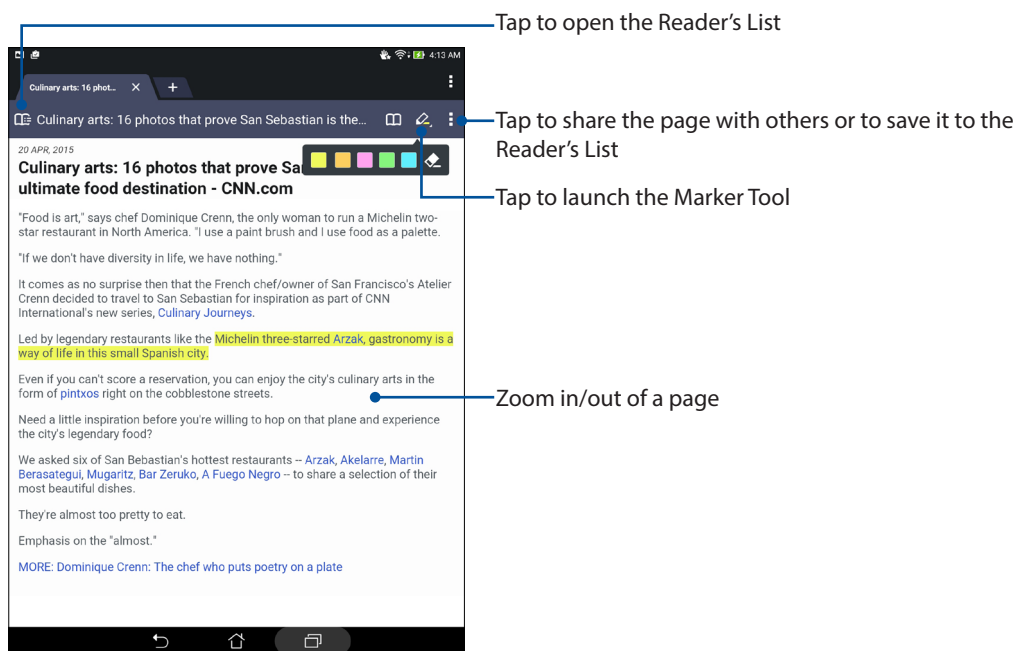 Tap to open the Reader's List
4:13 AM
Culinary arts: 16 phot...
Culinary arts: 16 photos that prove San Sebastian is the...
Tap to share the page with others or to save it to the
Reader's List
20 APR, 2015
Culinary arts: 16 photos that prove Sa
ultimate food destination - CNN.com
Tap to launch the Marker Tool
"Food is art," says chef Dominique Crenn, the only woman to run a Michelin two-
star restaurant in North America. "I use a paint brush and I use food as a palette.
"If we don't have diversity in life, we have nothing."
It comes as no surprise then that the French chef/owner of San Francisco's Atelier
Crenn decided to travel to San Sebastian for inspiration as part of CNN
International's new series, Culinary Journeys.
Led by legendary restaurants like the Michelin three-starred Arzak, gastronomy is a
way of life in this small Spanish city.
Even if you can't score a reservation, you can enjoy the city's culinary arts in the
form of pintxos right on the cobblestone streets.
Zoom in/out of a page
Need a little inspiration before you're willing to hop on that plane and experience
the city's legendary food?
We asked six of San Bebastian's hottest restaurants -- Arzak, Akelarre, Martin
Berasategui, Mugaritz, Bar Zeruko, A Fuego Negro -- to share a selection of their
most beautiful dishes.
They're almost too pretty to eat.
Emphasis on the "almost."
MORE: Dominique Crenn: The chef who puts poetry on a plate